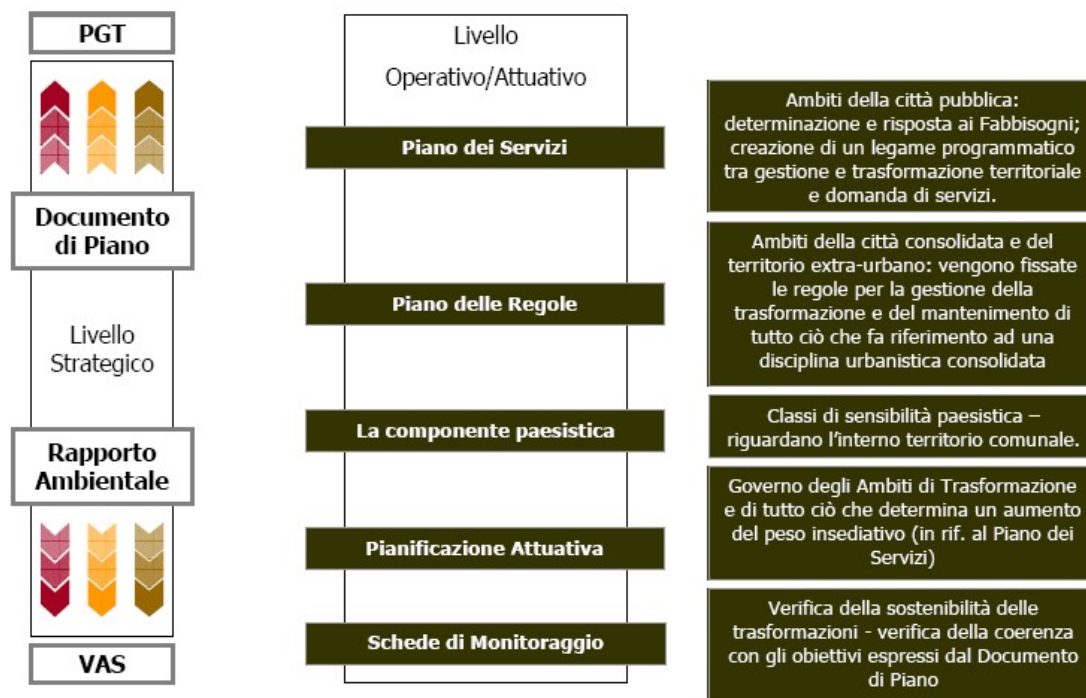 PGT
Documento
di Piano
Livello
Strategico
Rapporto
Ambientale
VAS
Livello
Operativo/Attuativo
Piano dei Servizi
Piano delle Regole
La componente paesistica
Pianificazione Attuativa
Schede di Monitoraggio
Ambiti della città pubblica:
determinazione e risposta ai Fabbisogni;
creazione di un legame programmatico
tra gestione e trasformazione territoriale
e domanda di servizi.
Ambiti della città consolidata e del
territorio extra-urbano: vengono fissate
le regole per la gestione della
trasformazione e del mantenimento di
tutto ciò che fa riferimento ad una
disciplina urbanistica consolidata
Classi di sensibilità paesistica –
riguardano l'interno territorio comunale.
Governo degli Ambiti di Trasformazione
e di tutto ciò che determina un aumento
del peso insediativo (in rif. al Piano dei
Servizi)
Verifica della sostenibilità delle
trasformazioni - verifica della coerenza
con gli obiettivi espressi dal Documento
di Piano